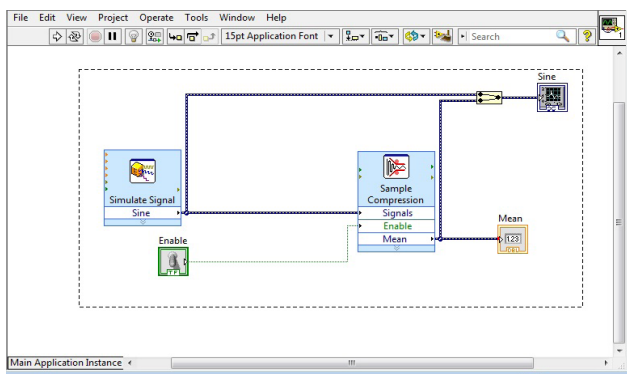 File Edit View Project Operate Tools Window Help
15pt Application Font Search
1
Sine
Simulate Signal
Sine
Sample
Compression
Signals
Enable
Mean
Enable
TF
Mean
123
Main Application Instance